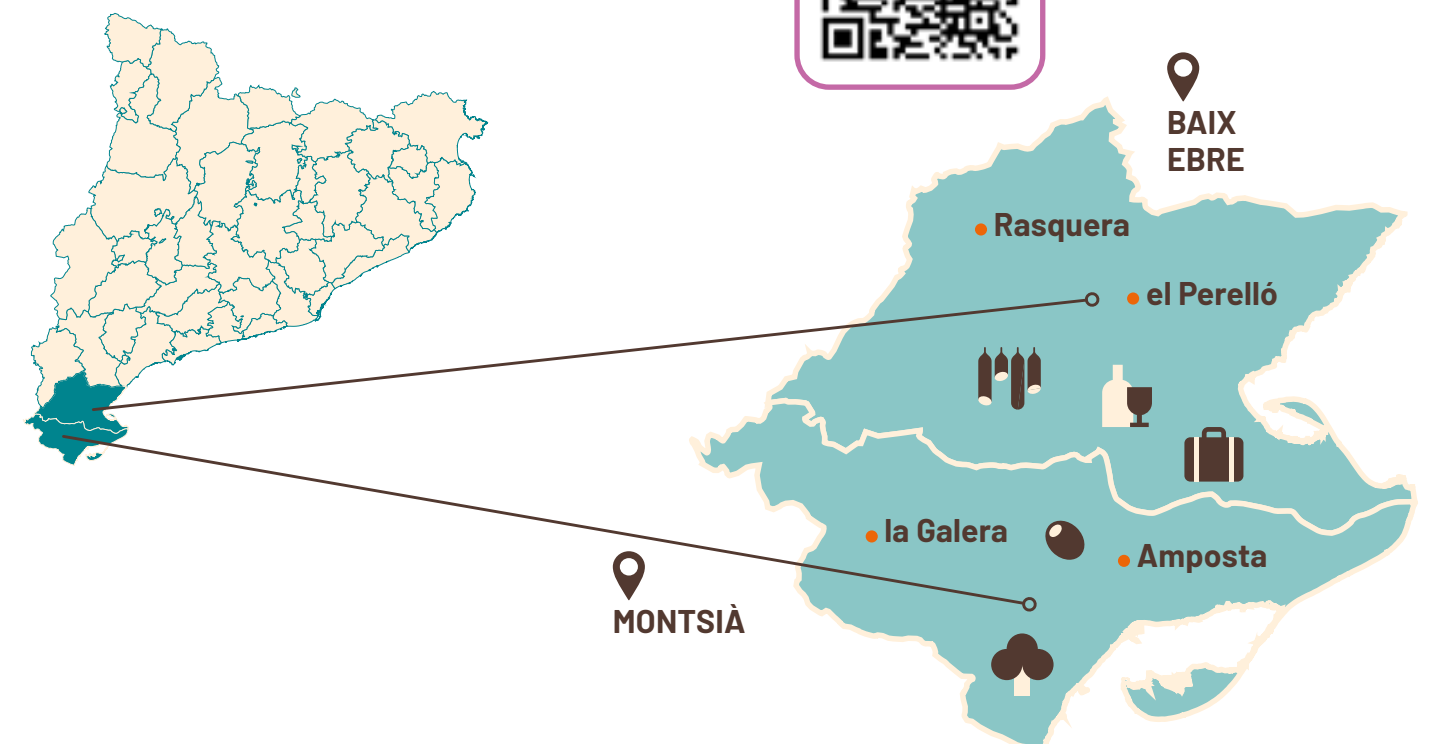 BAIX
EBRE
Rasquera
el Perelló
la Galera
Amposta
MONTSIÀ